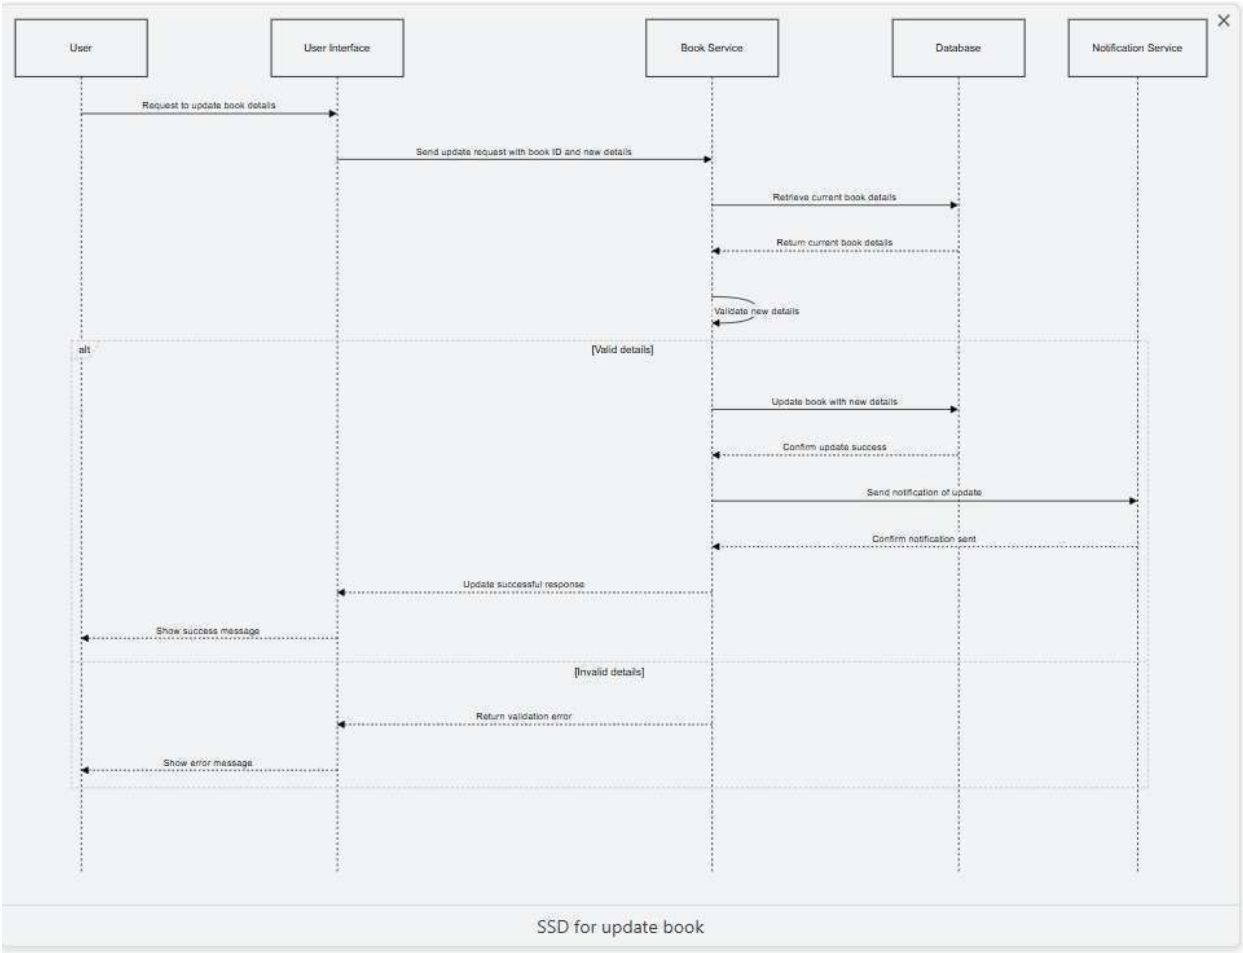 User
User Interface
Book Service
Database
Notification Service
Request to update book details
Send update request with book ID and new details
Retrieve current book details
Return current book details
Validate new details
alt
[Valid details]
Update book with new details
Confirm update success
Send notification of update
Confirm notification sent
Update successful response
Show success message
[Invalid details]
Return validation error
Show error message
SSD for update book